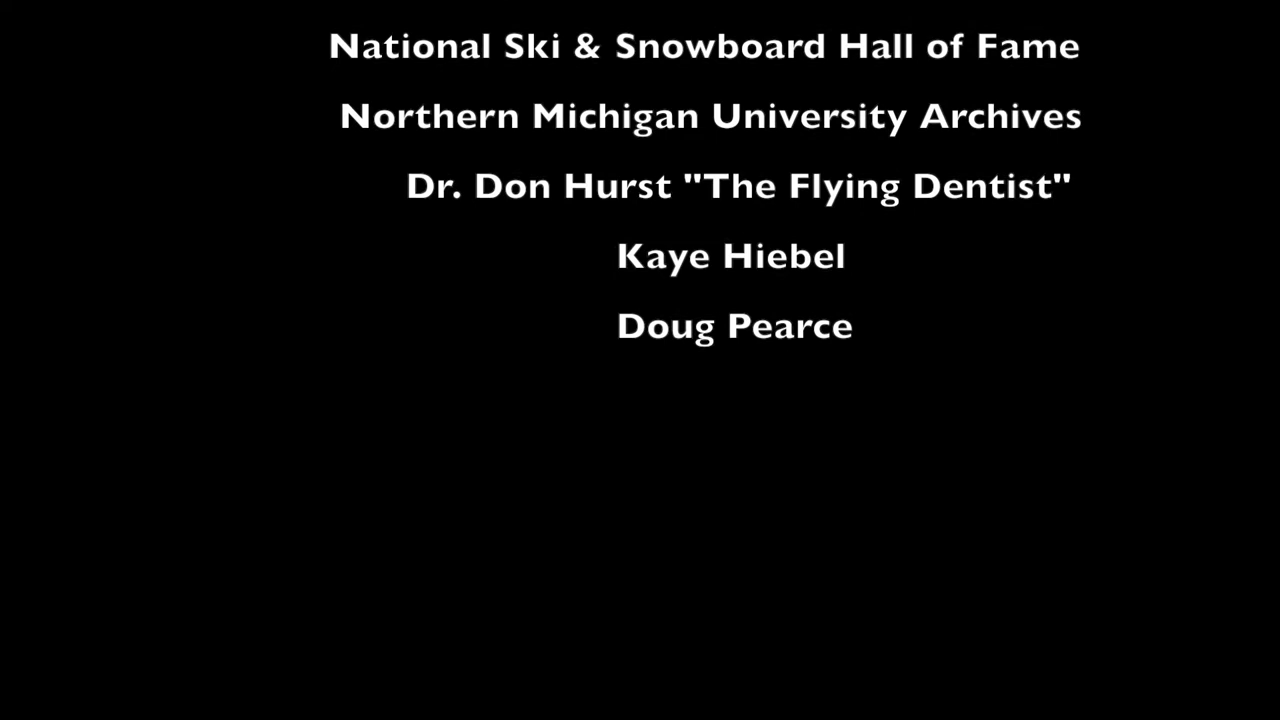 National Ski & Snowboard Hall of Fame
Northern Michigan University Archives
Dr. Don Hurst "The Flying Dentist"
Kaye Hiebel
Doug Pearce